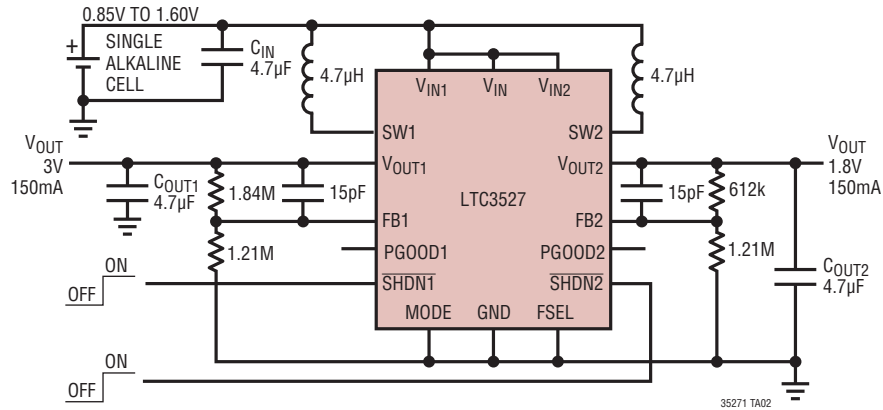 0.85V TO 1.60V
+
SINGLE
ALKALINE
CELL
CIN
4.7µF
4.7µH
4.7µH
VIN1
VIN
VIN2
SW1
SW2
VOUT
3V
150mA
VOUT1
VOUT2
VOUT
1.8V
150mA
COUT1
4.7µF
1.84M
15pF
LTC3527
15pF
612k
FB1
FB2
1.21M
PGOOD1
PGOOD2
1.21M
COUT2
4.7µF
ON
OFF
SHDN1
SHDN2
MODE
GND
FSEL
ON
OFF
35271 TA02